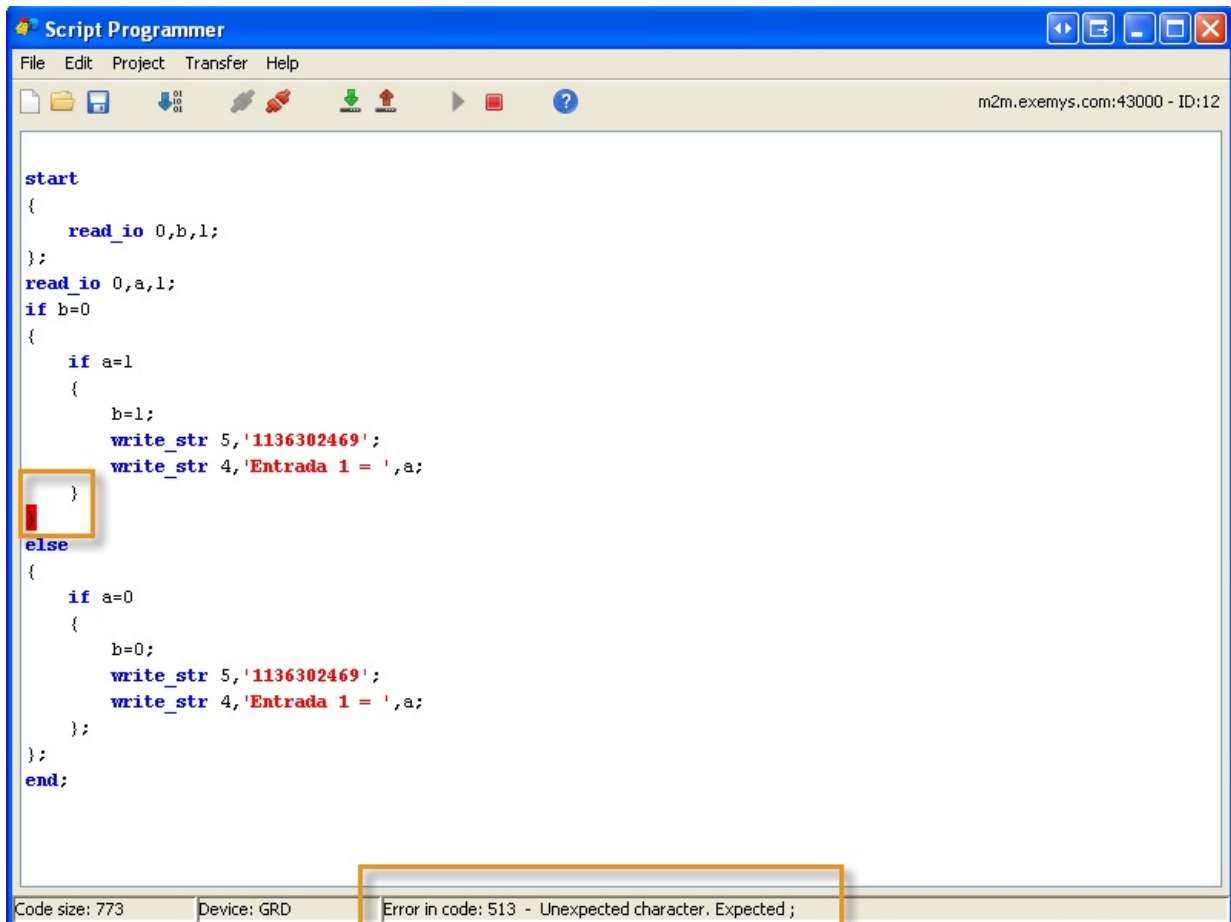 Script Programmer
File Edit Project Transfer Help
m2m.exemys.com:43000 - ID:12
start
{
read_io 0,b,1;
};
read_io 0,a,1;
if b=0
{
if a=1
{
b=1;
write_str 5,'1136302469';
write_str 4,'Entrada 1 = ',a;
}
}
else
{
if a=0
{
b=0;
write_str 5,'1136302469';
write_str 4,'Entrada 1 = ',a;
};
};
end;
Code size: 773 Device: GRD Error in code: 513 - Unexpected character. Expected ;